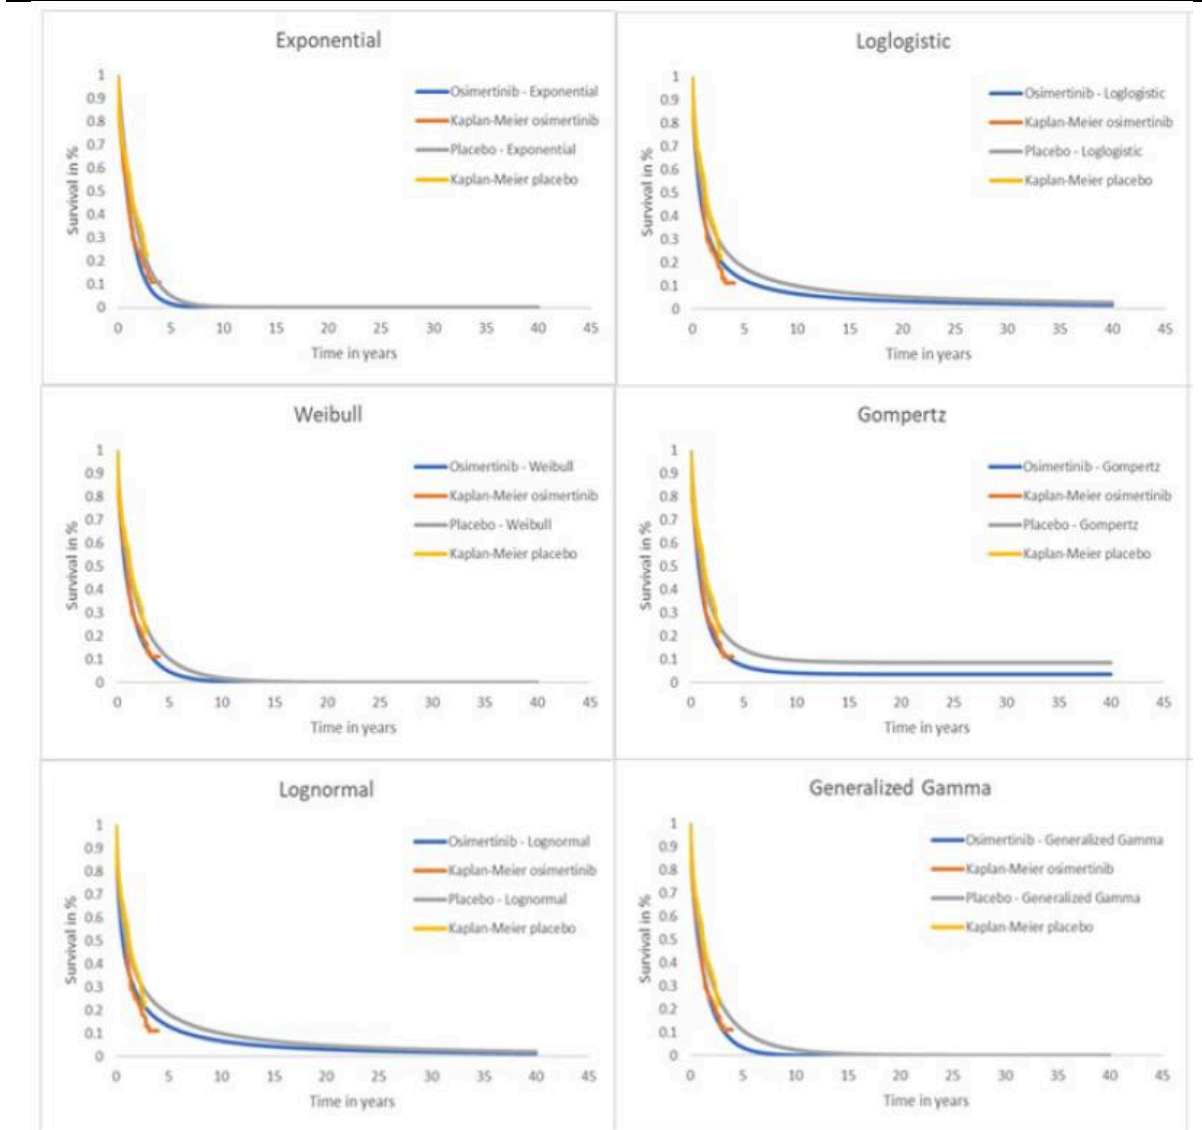 Exponential
Survival in %
1
0.9
0.8
0.7
0.6
0.5
0.4
0.3
0.2
0.1
0
0 5 10 15 20 25 30 35 40 45
Time in years
Osimertinib - Exponential
Kaplan-Meier osimertinib
Placebo - Exponential
Kaplan-Meier placebo
Loglogistic
Survival in %
1
0.9
0.8
0.7
0.6
0.5
0.4
0.3
0.2
0.1
0
0 5 10 15 20 25 30 35 40 45
Time in years
Osimertinib - Loglogistic
Kaplan-Meier osimertinib
Placebo - Loglogistic
Kaplan-Meier placebo
Weibull
Survival in %
1
0.9
0.8
0.7
0.6
0.5
0.4
0.3
0.2
0.1
0
0 5 10 15 20 25 30 35 40 45
Time in years
Osimertinib - Weibull
Kaplan-Meier osimertinib
Placebo - Weibull
Kaplan-Meier placebo
Gompertz
Survival in %
1
0.9
0.8
0.7
0.6
0.5
0.4
0.3
0.2
0.1
0
0 5 10 15 20 25 30 35 40 45
Time in years
Osimertinib - Gompertz
Kaplan-Meier osimertinib
Placebo - Gompertz
Kaplan-Meier placebo
Lognormal
Survival in %
1
0.9
0.8
0.7
0.6
0.5
0.4
0.3
0.2
0.1
0
0 5 10 15 20 25 30 35 40 45
Time in years
Osimertinib - Lognormal
Kaplan-Meier osimertinib
Placebo - Lognormal
Kaplan-Meier placebo
Generalized Gamma
Survival in %
1
0.9
0.8
0.7
0.6
0.5
0.4
0.3
0.2
0.1
0
0 5 10 15 20 25 30 35 40 45
Time in years
Osimertinib - Generalized Gamma
Kaplan-Meier osimertinib
Placebo - Generalized Gamma
Kaplan-Meier placebo